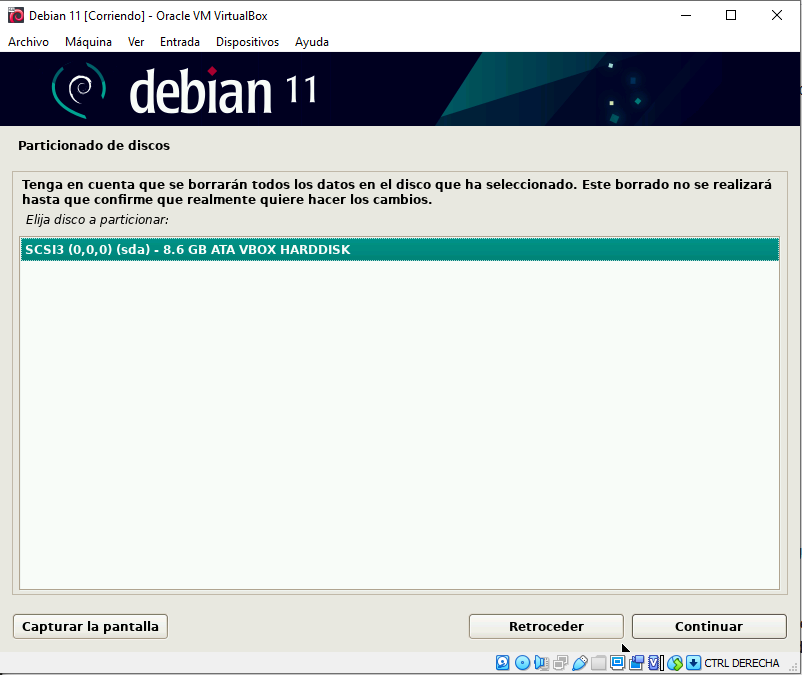 Debian 11 [Corriendo] - Oracle VM VirtualBox
Archivo Máquina Ver Entrada Dispositivos Ayuda
debian 11
Particionado de discos
Tenga en cuenta que se borrarán todos los datos en el disco que ha seleccionado. Este borrado no se realizará
hasta que confirme que realmente quiere hacer los cambios.
Elija disco a particionar:
SCSI3 (0,0,0) (sda) - 8.6 GB ATA VBOX HARDDISK
Capturar la pantalla Retroceder Continuar
CTRL DERECHA